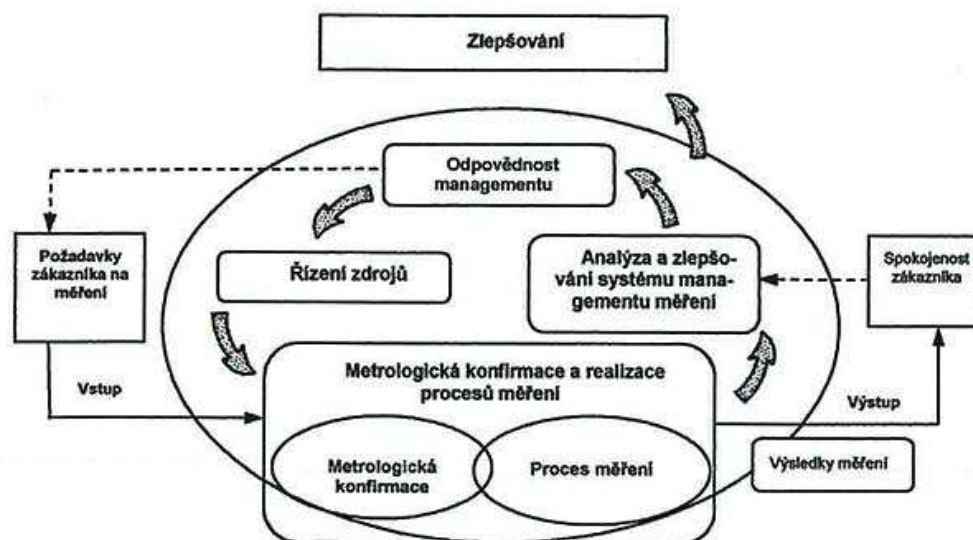 Zlepšování
Odpovědnost
managementu
Požadavky
zákazníka na
měření
Řízení zdrojů
Analýza a zlepšo-
vání systému mana-
gementu měření
Spokojenost
zákazníka
Vstup
Metrologická konfirmace a realizace
procesů měření
Výstup
Metrologická
konfirmace
Proces měření
Výsledky měření